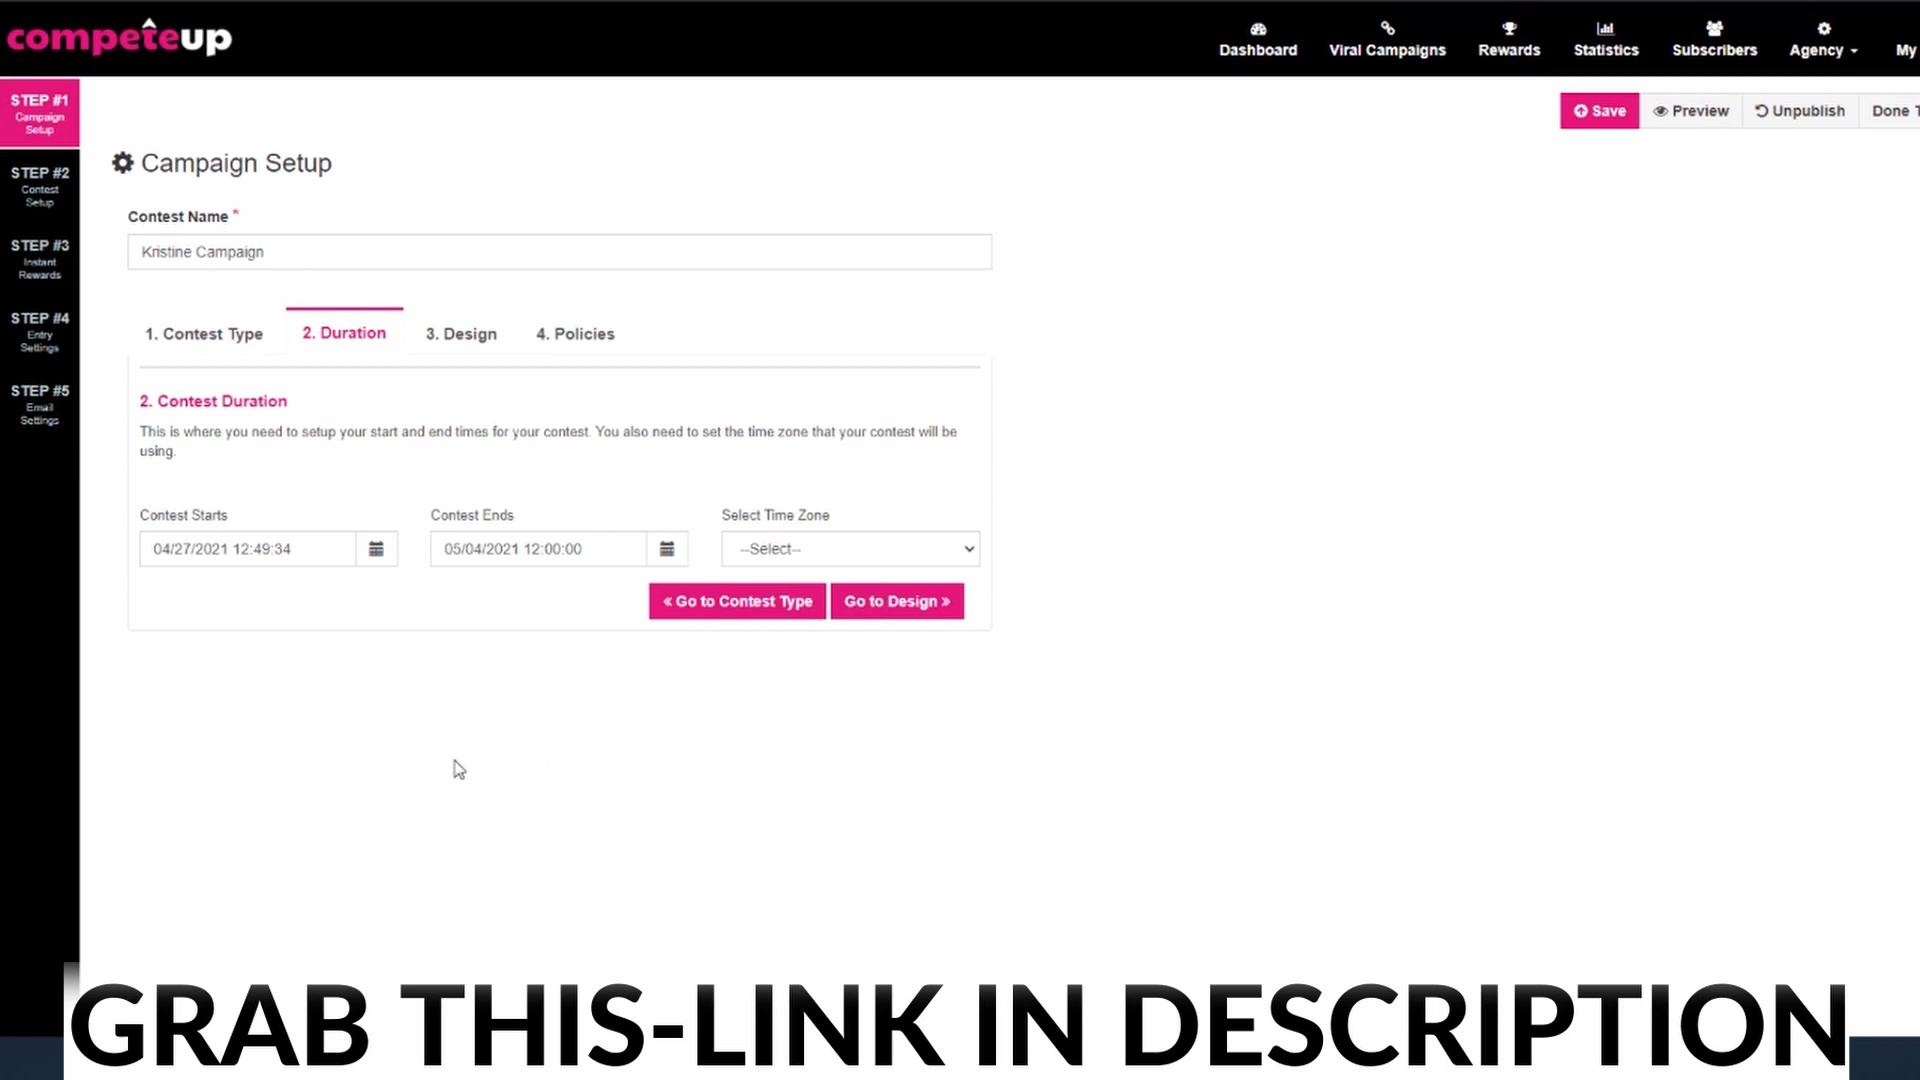 competeup
Dashboard
Viral Campaigns
Rewards
Statistics
Subscribers
Agency
My
STEP #1
Campaign
Setup
STEP #2
Contest
Setup
STEP #3
Instant
Rewards
STEP #4
Entry
Settings
STEP #5
Email
Settings
Save
Preview
Unpublish
Done T
Campaign Setup
Contest Name *
Kristine Campaign
1. Contest Type
2. Duration
3. Design
4. Policies
2. Contest Duration
This is where you need to setup your start and end times for your contest. You also need to set the time zone that your contest will be
using.
Contest Starts
Contest Ends
Select Time Zone
04/27/2021 12:49:34
05/04/2021 12:00:00
--Select--
« Go to Contest Type
Go to Design »
GRAB THIS-LINK IN DESCRIPTION